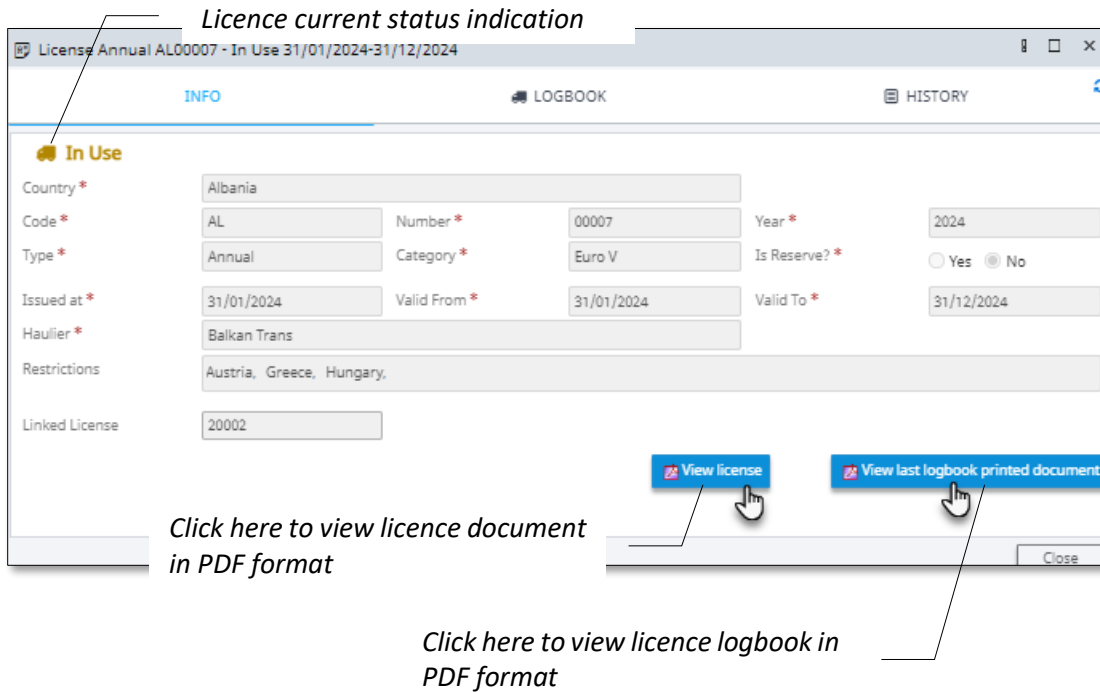 Licence current status indication
License Annual AL00007 - In Use 31/01/2024-31/12/2024
INFO LOGBOOK HISTORY
In Use
Country * Albania
Code * AL Number * 00007 Year * 2024
Type * Annual Category * Euro V Is Reserve? * Yes No
Issued at * 31/01/2024 Valid From * 31/01/2024 Valid To * 31/12/2024
Haulier * Balkan Trans
Restrictions Austria, Greece, Hungary,
Linked License 20002
View license View last logbook printed document
Click here to view licence document
in PDF format
Close
Click here to view licence logbook in
PDF format